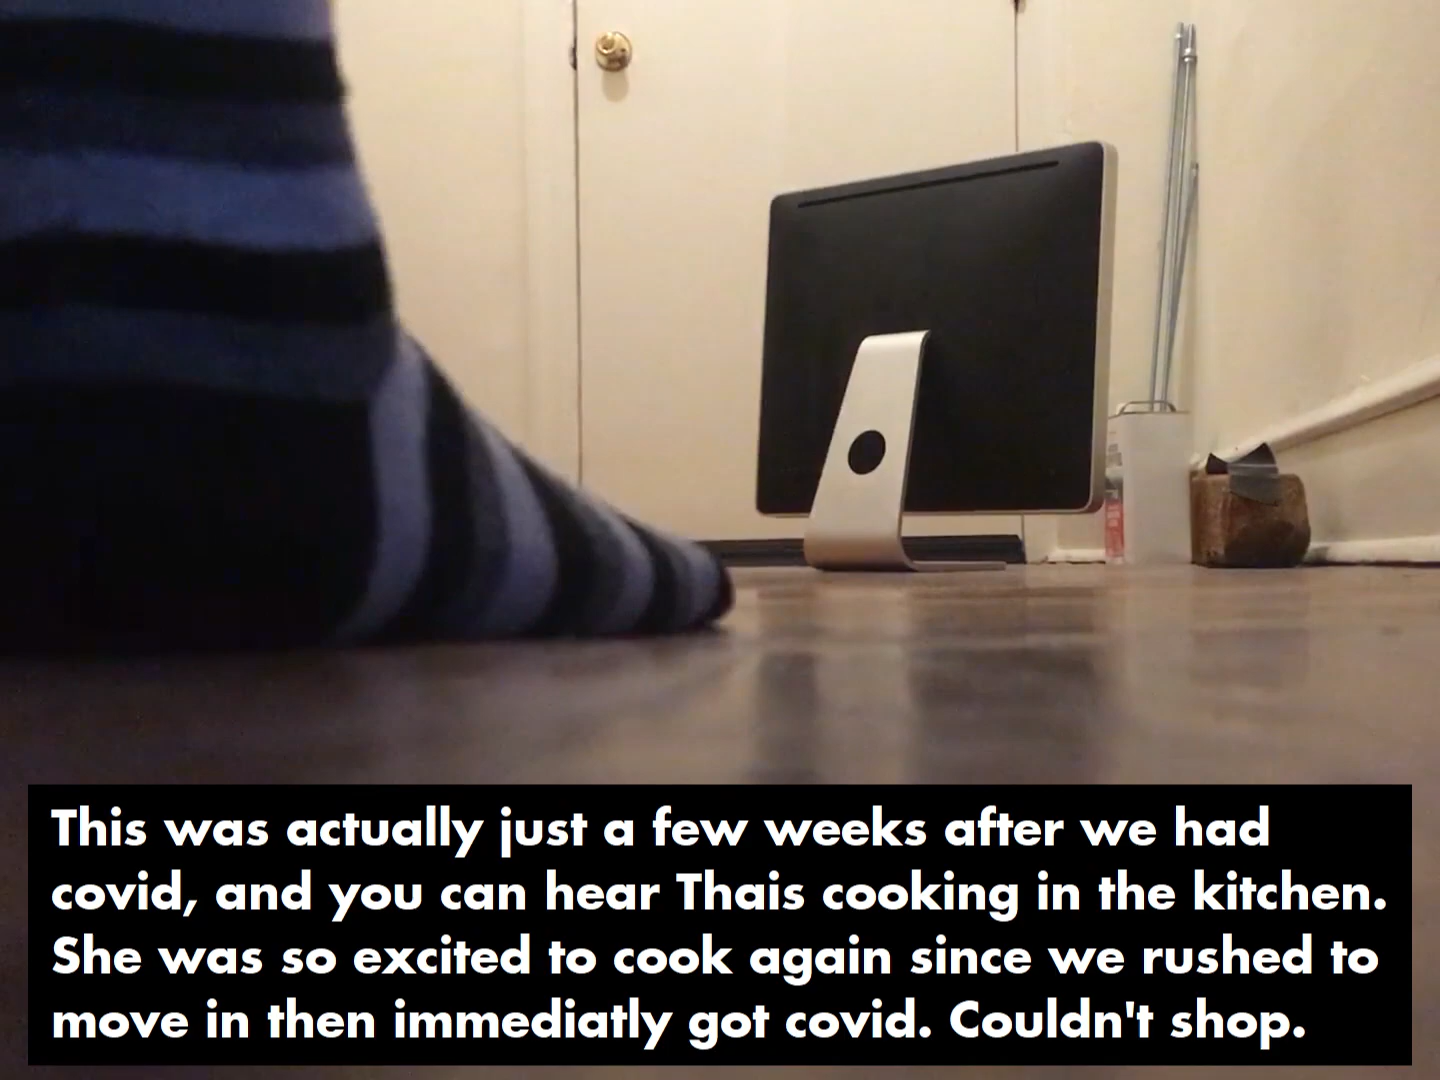 This was actually just a few weeks after we had
covid, and you can hear Thais cooking in the kitchen.
She was so excited to cook again since we rushed to
move in then immediatly got covid. Couldn't shop.